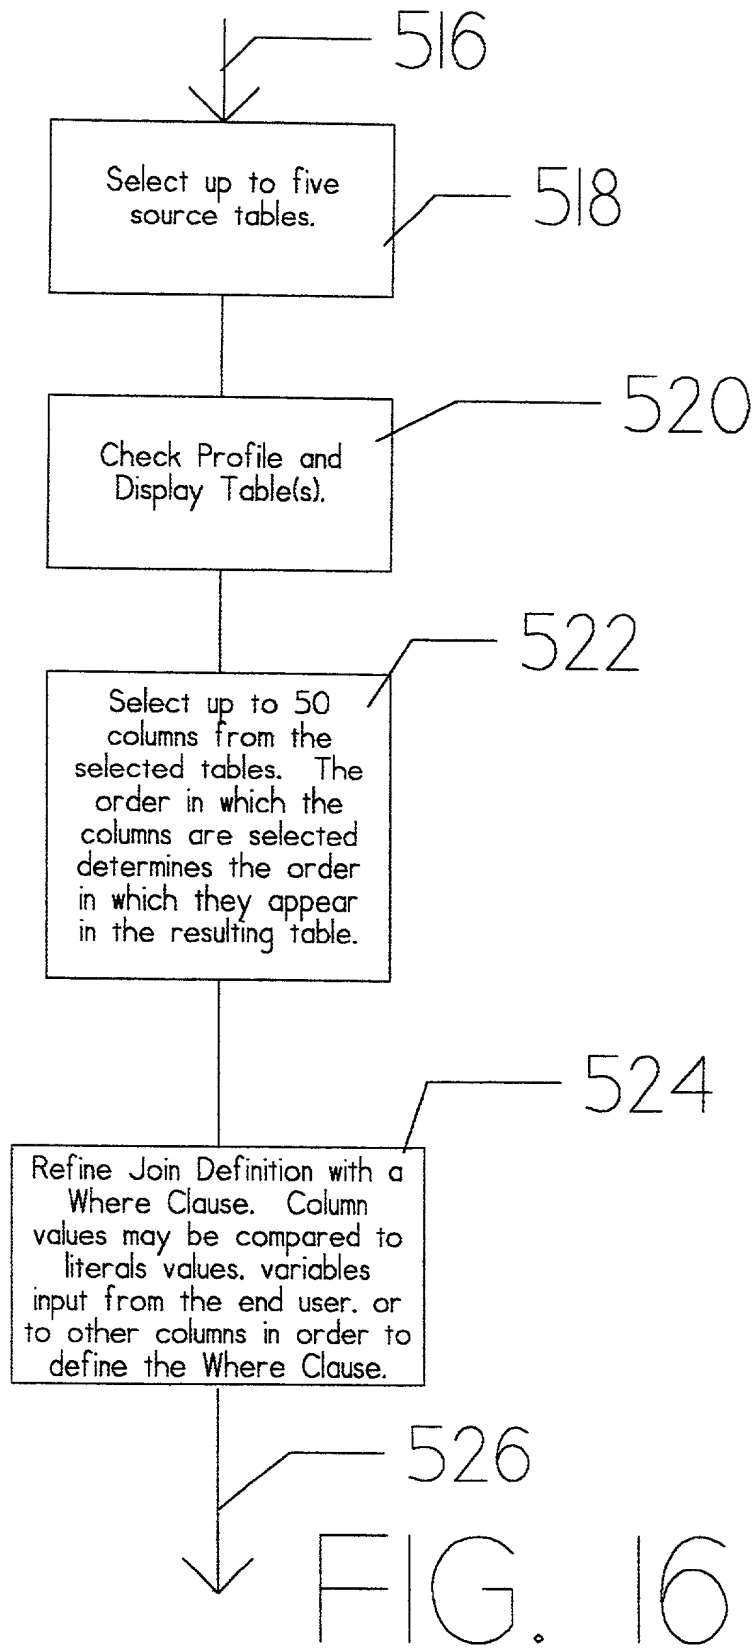 516
Select up to five
source tables.
518
520
Check Profile and
Display Table(s).
522
Select up to 50
columns from the
selected tables. The
order in which the
columns are selected
determines the order
in which they appear
in the resulting table.
524
Refine Join Definition with a
Where Clause. Column
values may be compared to
literals values. variables
input from the end user. or
to other columns in order to
define the Where Clause.
526
FIG. 16